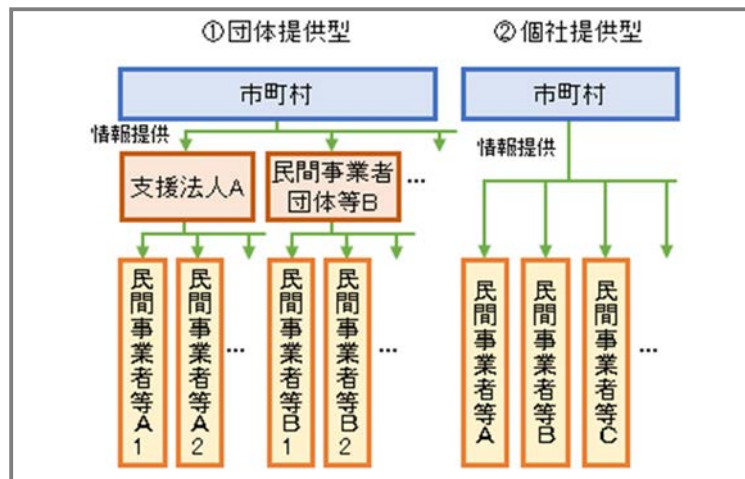 ①団体提供型
②個社提供型
市町村
市町村
情報提供
情報提供
支援法人A
民間事業者
団体等B
…
民間事業者等A1
民間事業者等A2
…
民間事業者等B1
民間事業者等B2
…
民間事業者等A
民間事業者等B
民間事業者等C
…